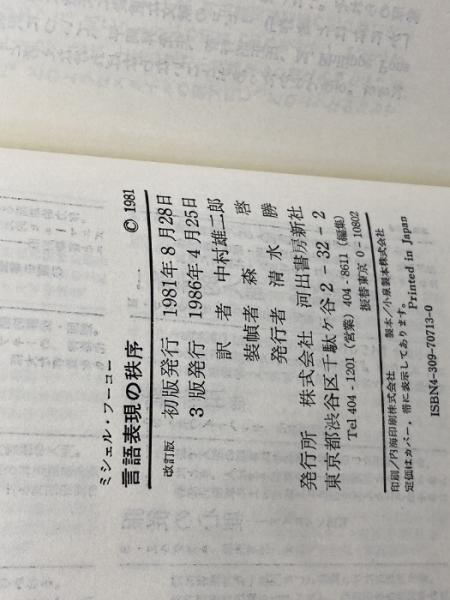 ミシェル・フーコー
言語表現の秩序 © 1981
改訂版 初版発行 1981年8月28日
3版発行 1986年4月25日
訳者 中村雄二郎
装幀者 森啓
発行者 清水勝
発行所 株式会社 河出書房新社
東京都渋谷区千駄ケ谷2-32-2
Tel 404-1201 (営業) 404-8611 (編集)
振替東京 0-10802
印刷/内海印刷株式会社 製本/小泉製本株式会社
定価はカバー、帯に表示してあります。 Printed in Japan
ISBN4-309-70713-0